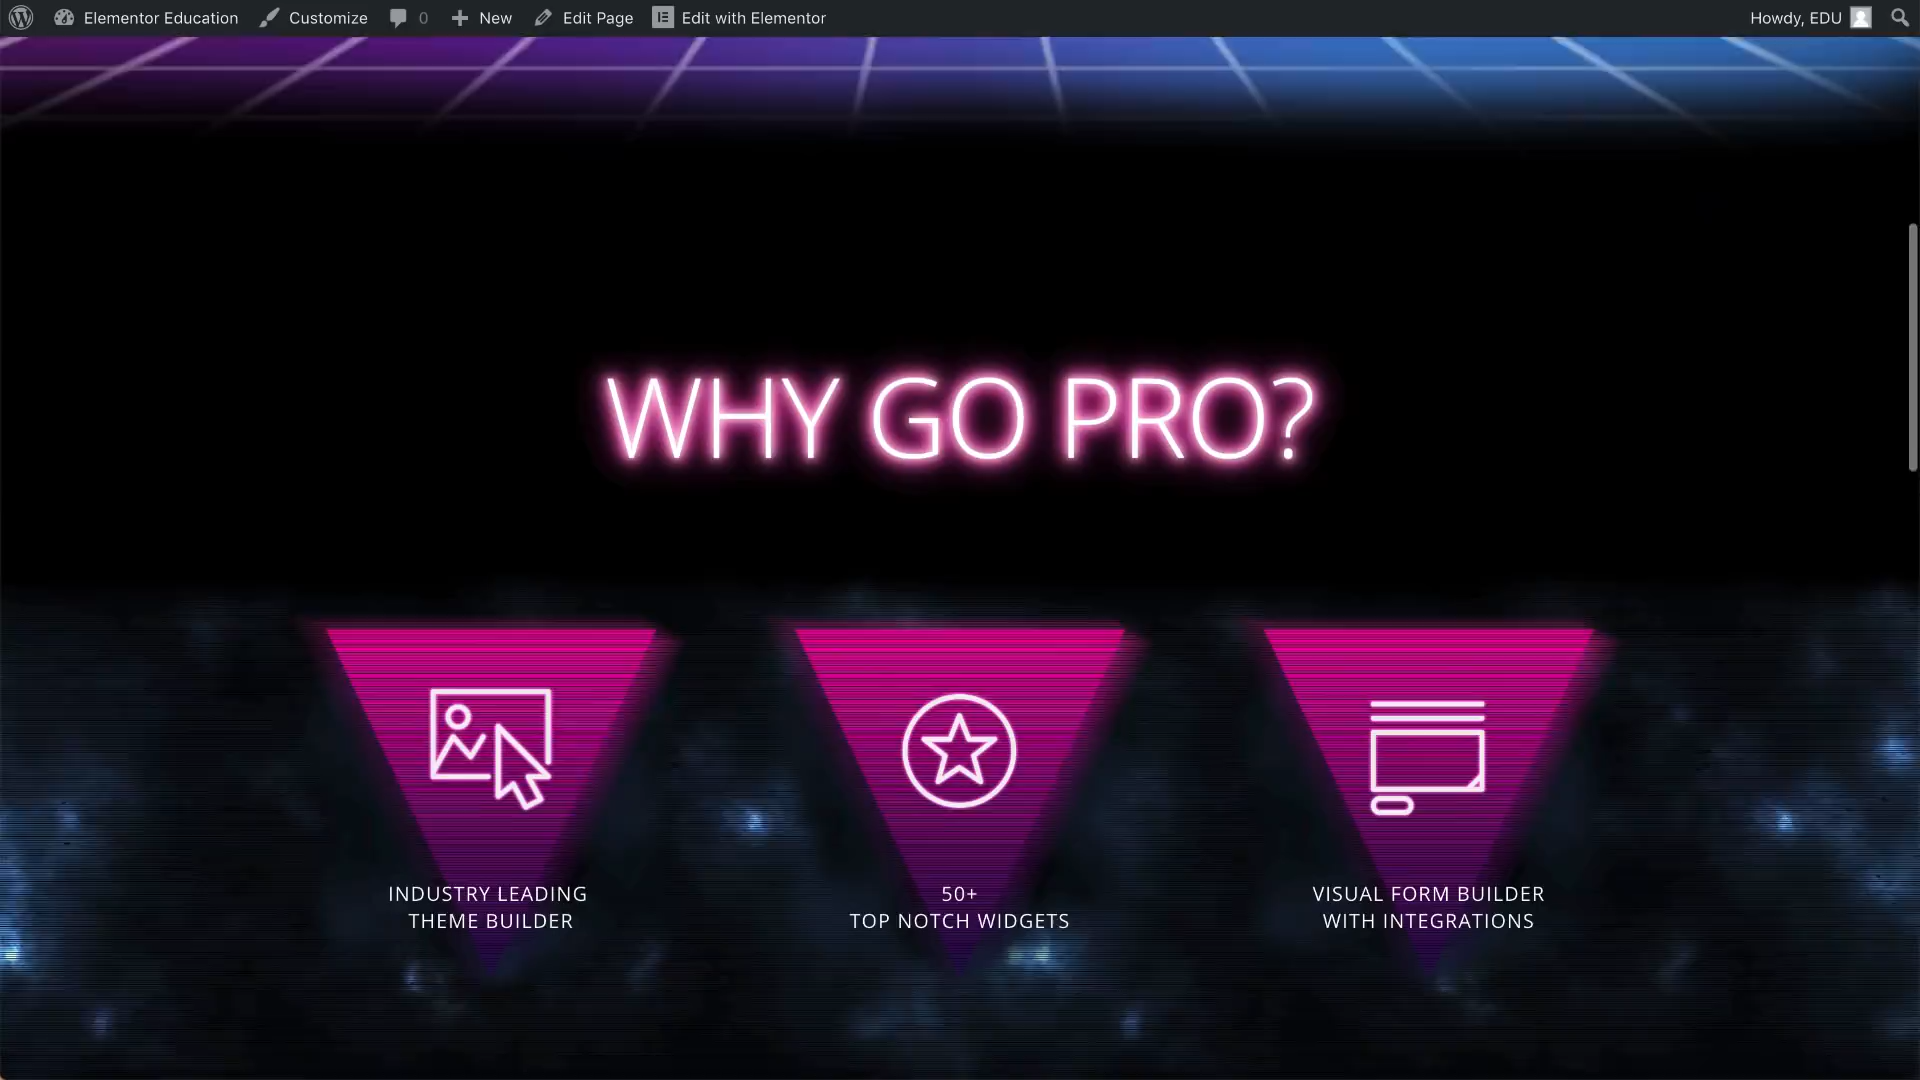 Elementor Education Customize 0 New Edit Page Edit with Elementor Howdy, EDU
WHY GO PRO?
INDUSTRY LEADING
THEME BUILDER
50+
TOP NOTCH WIDGETS
VISUAL FORM BUILDER
WITH INTEGRATIONS